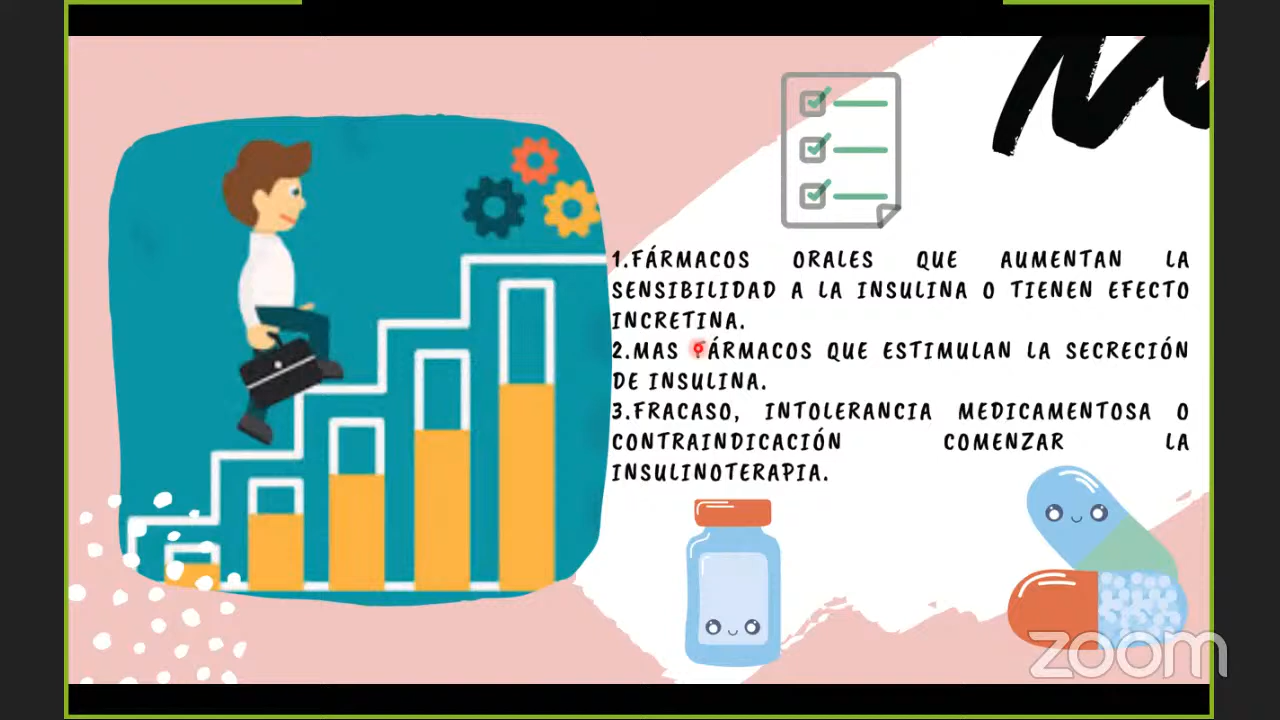 1.FÁRMACOS ORALES QUE AUMENTAN LA
SENSIBILIDAD A LA INSULINA O TIENEN EFECTO
INCRETINA.
2.MAS FÁRMACOS QUE ESTIMULAN LA SECRECIÓN
DE INSULINA.
3.FRACASO, INTOLERANCIA MEDICAMENTOSA O
CONTRAINDICACIÓN COMENZAR LA
INSULINOTERAPIA.
zoom